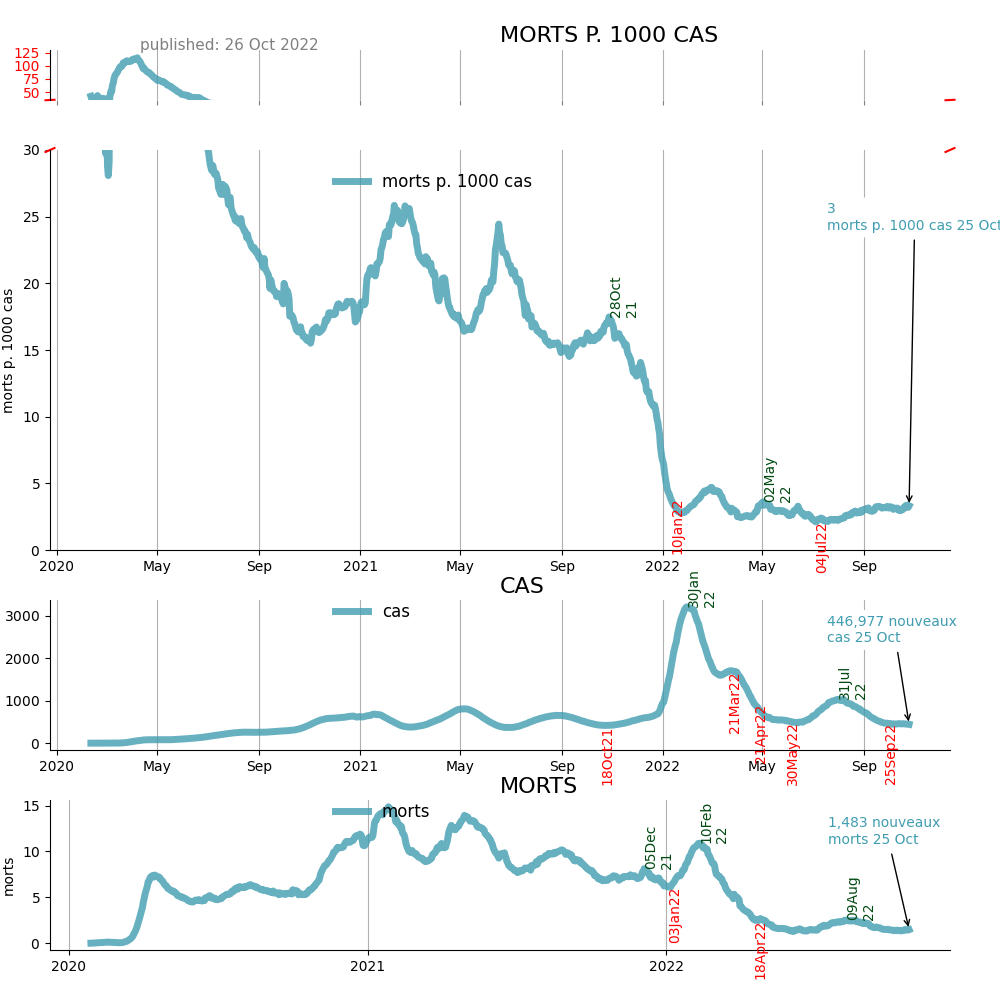 MORTS P. 1000 CAS
published: 26 Oct 2022
125
100
75
50
30
morts p. 1000 cas
3
morts p. 1000 cas 25 Oct
25
20
28Oct
21
15
10
5
0
morts p. 1000 cas
02May
22
10Jan22
04Jul22
2020 May Sep 2021 May Sep 2022 May Sep
CAS
30Jan
22
3000
cas
446,977 nouveaux
cas 25 Oct
2000
1000
0
31Jul
22
21Mar22
21Apr22
18Oct21
30May22
25Sep22
2020 May Sep 2021 May Sep 2022 May Sep
MORTS
15
morts
10
5
0
morts
05Dec
21
10Feb
22
1,483 nouveaux
morts 25 Oct
03Jan22
09Aug
22
18Apr22
2020 2021 2022